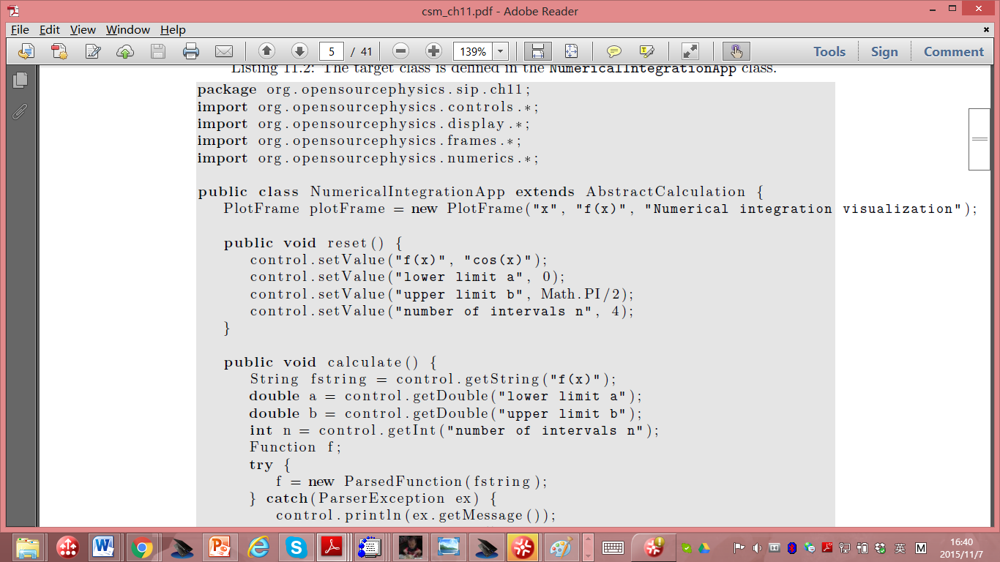 csm_ch11.pdf - Adobe Reader
File Edit View Window Help
5 / 41 139% Tools Sign Comment
Listing 11.2: The target class is defined in the NumericalIntegrationApp class.
package org.opensourcephysics.sip.ch11;
import org.opensourcephysics.controls.*;
import org.opensourcephysics.display.*;
import org.opensourcephysics.frames.*;
import org.opensourcephysics.numerics.*;
public class NumericalIntegrationApp extends AbstractCalculation {
PlotFrame plotFrame = new PlotFrame("x", "f(x)", "Numerical integration visualization");
public void reset() {
control.setValue("f(x)", "cos(x)");
control.setValue("lower limit a", 0);
control.setValue("upper limit b", Math.PI/2);
control.setValue("number of intervals n", 4);
}
public void calculate() {
String fstring = control.getString("f(x)");
double a = control.getDouble("lower limit a");
double b = control.getDouble("upper limit b");
int n = control.getInt("number of intervals n");
Function f;
try {
f = new ParsedFunction(fstring);
} catch(ParserException ex) {
control.println(ex.getMessage());
英 M
16:40
2015/11/7